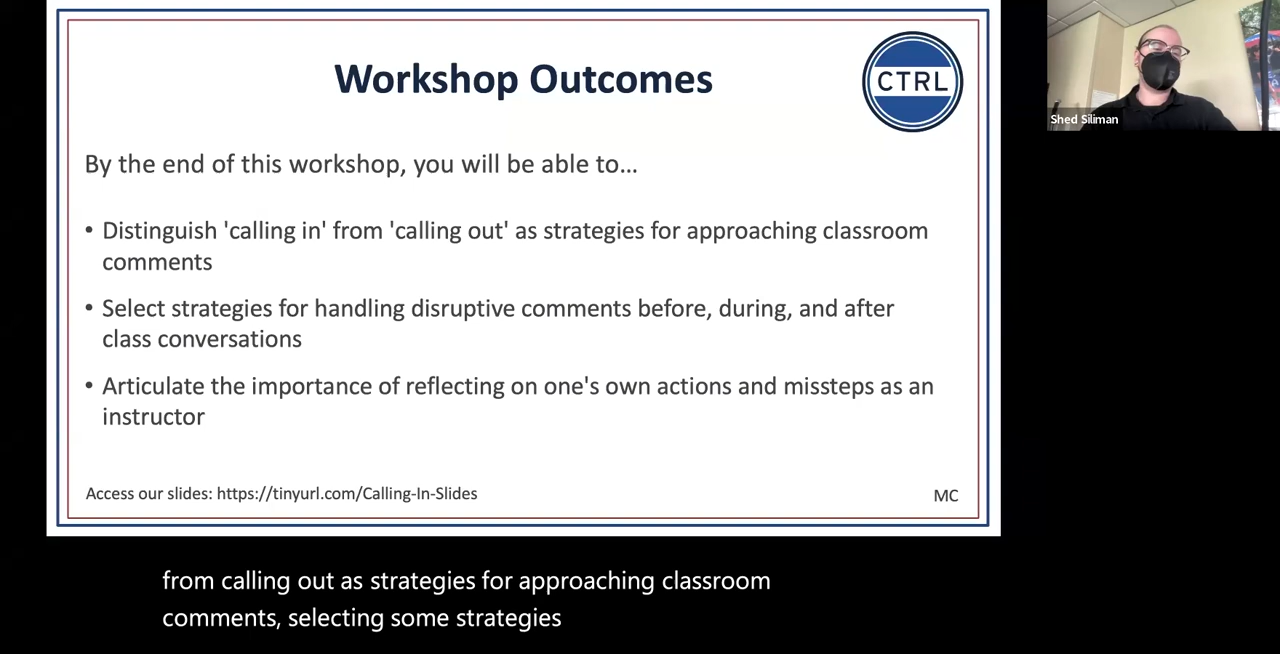 Workshop Outcomes
CTRL
Shed Siliman
By the end of this workshop, you will be able to...
• Distinguish 'calling in' from 'calling out' as strategies for approaching classroom
comments
• Select strategies for handling disruptive comments before, during, and after
class conversations
• Articulate the importance of reflecting on one's own actions and missteps as an
instructor
Access our slides: https://tinyurl.com/Calling-In-Slides
MC
from calling out as strategies for approaching classroom
comments, selecting some strategies